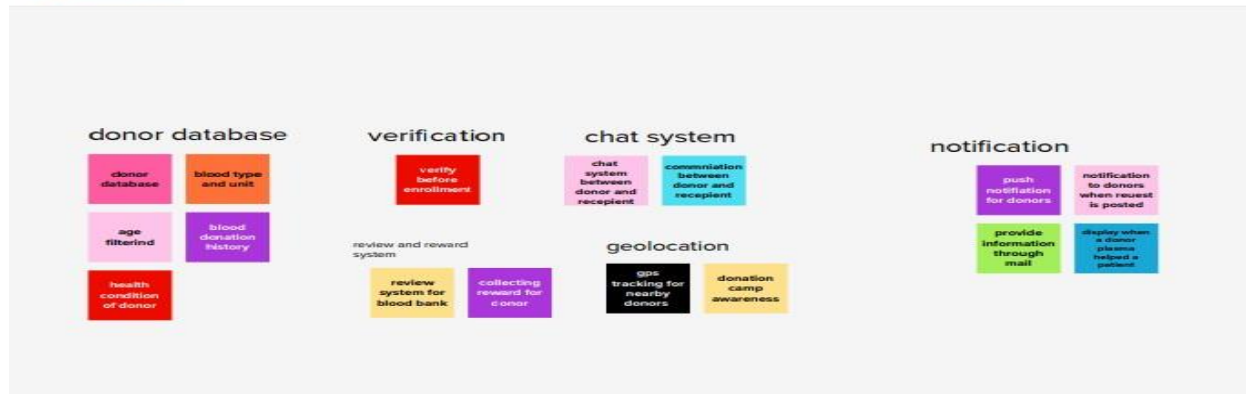 donor database
donor
database
blood type
and unit
age
filterind
blood
donation
history
health
condition
of donor
verification
verify
before
enrollment
chat system
chat
system
between
donor and
recepient
commniation
between
donor and
recepient
review and reward
system
review
system for
blood bank
collecting
reward for
donor
geolocation
gps
tracking for
nearby
donors
donation
camp
awareness
notification
push
notifiation
for donors
notification
to donors
when reuest
is posted
provide
information
through
mail
display when
a donor
plasma
helped a
patient